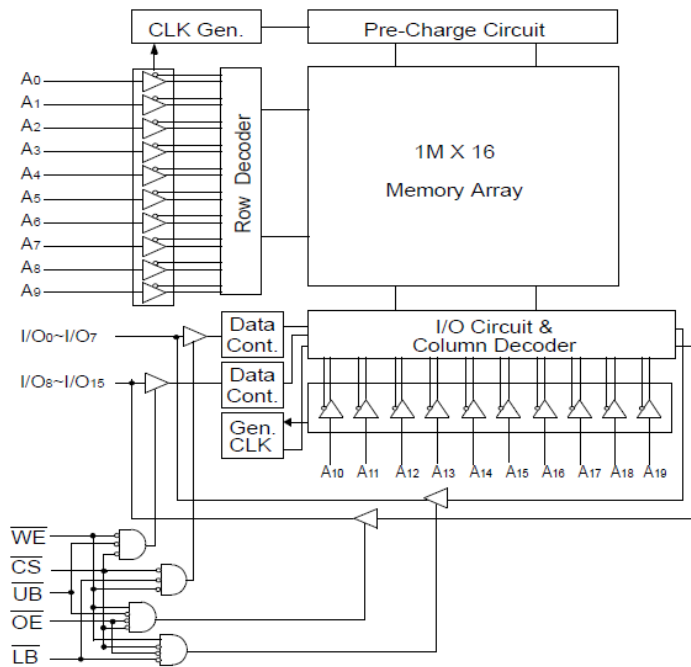 CLK Gen.
Pre-Charge Circuit
A0
A1
A2
A3
A4
A5
A6
A7
A8
A9
Row Decoder
1M X 16
Memory Array
I/O0~I/O7
Data
Cont.
I/O Circuit &
Column Decoder
I/O8~I/O15
Data
Cont.
Gen.
CLK
A10 A11 A12 A13 A14 A15 A16 A17 A18 A19
WE
CS
UB
OE
LB